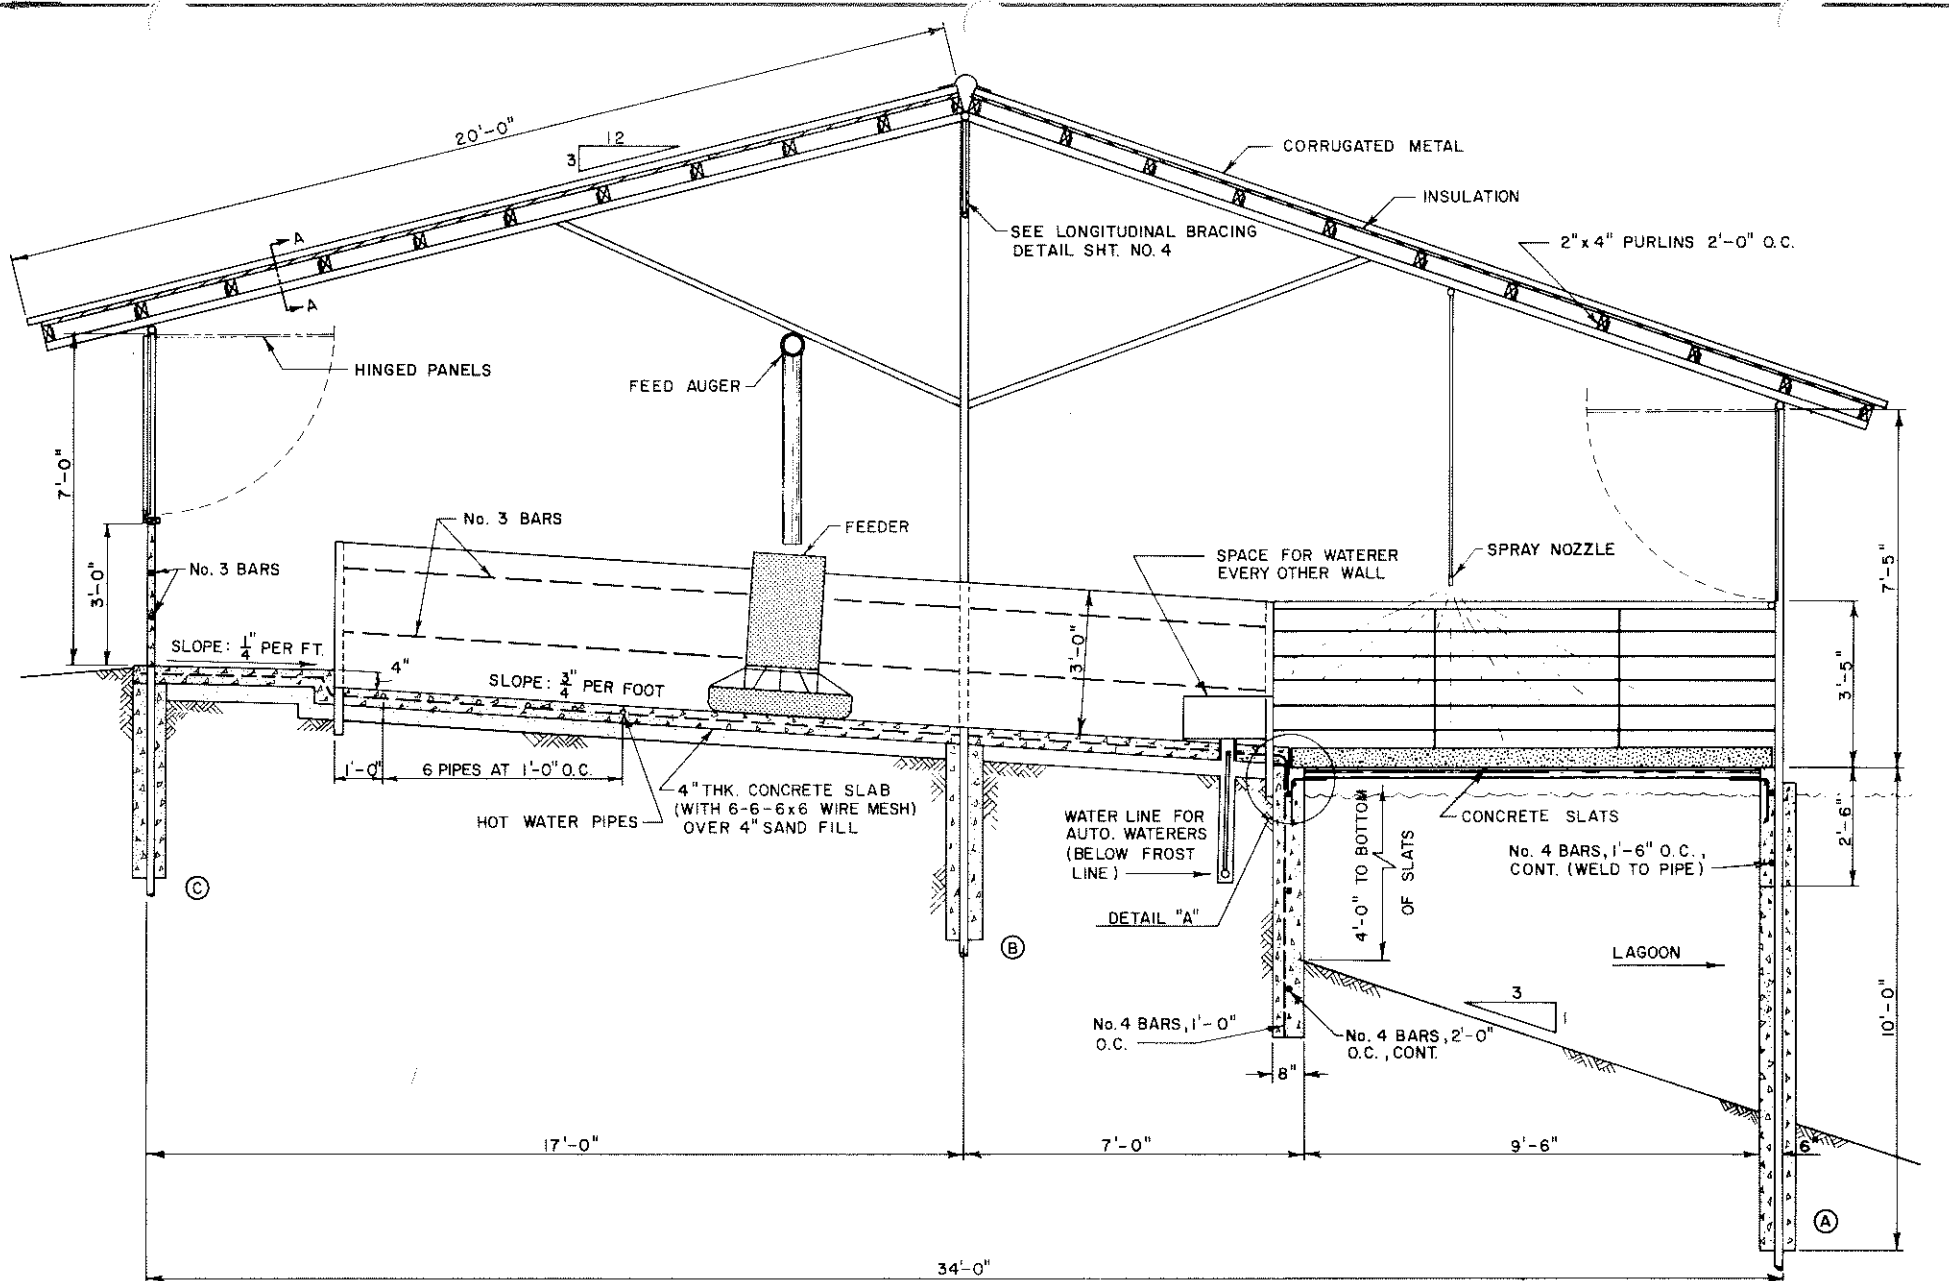 20'-0"
12
3
CORRUGATED METAL
INSULATION
2"x4" PURLINS 2'-0" O.C.
SEE LONGITUDINAL BRACING
DETAIL SHT. NO. 4
A
A
HINGED PANELS
FEED AUGER
7'-0"
3'-0"
No. 3 BARS
No. 3 BARS
FEEDER
SPACE FOR WATERER
EVERY OTHER WALL
SPRAY NOZZLE
7'-5"
3'-5"
SLOPE: 1/4" PER FT.
4"
SLOPE: 3/4" PER FOOT
3'-0"
1'-0"
6 PIPES AT 1'-0" O.C.
HOT WATER PIPES
4" THK. CONCRETE SLAB
(WITH 6-6-6x6 WIRE MESH)
OVER 4" SAND FILL
WATER LINE FOR
AUTO. WATERERS
(BELOW FROST
LINE)
4'-0" TO BOTTOM
OF SLATS
CONCRETE SLATS
No. 4 BARS, 1'-6" O.C.,
CONT. (WELD TO PIPE)
2'-6"
C
B
DETAIL "A"
LAGOON
10'-0"
3
1
No. 4 BARS, 1'-0"
O.C.
No. 4 BARS, 2'-0"
O.C., CONT.
8"
17'-0"
7'-0"
9'-6"
6"
A
34'-0"